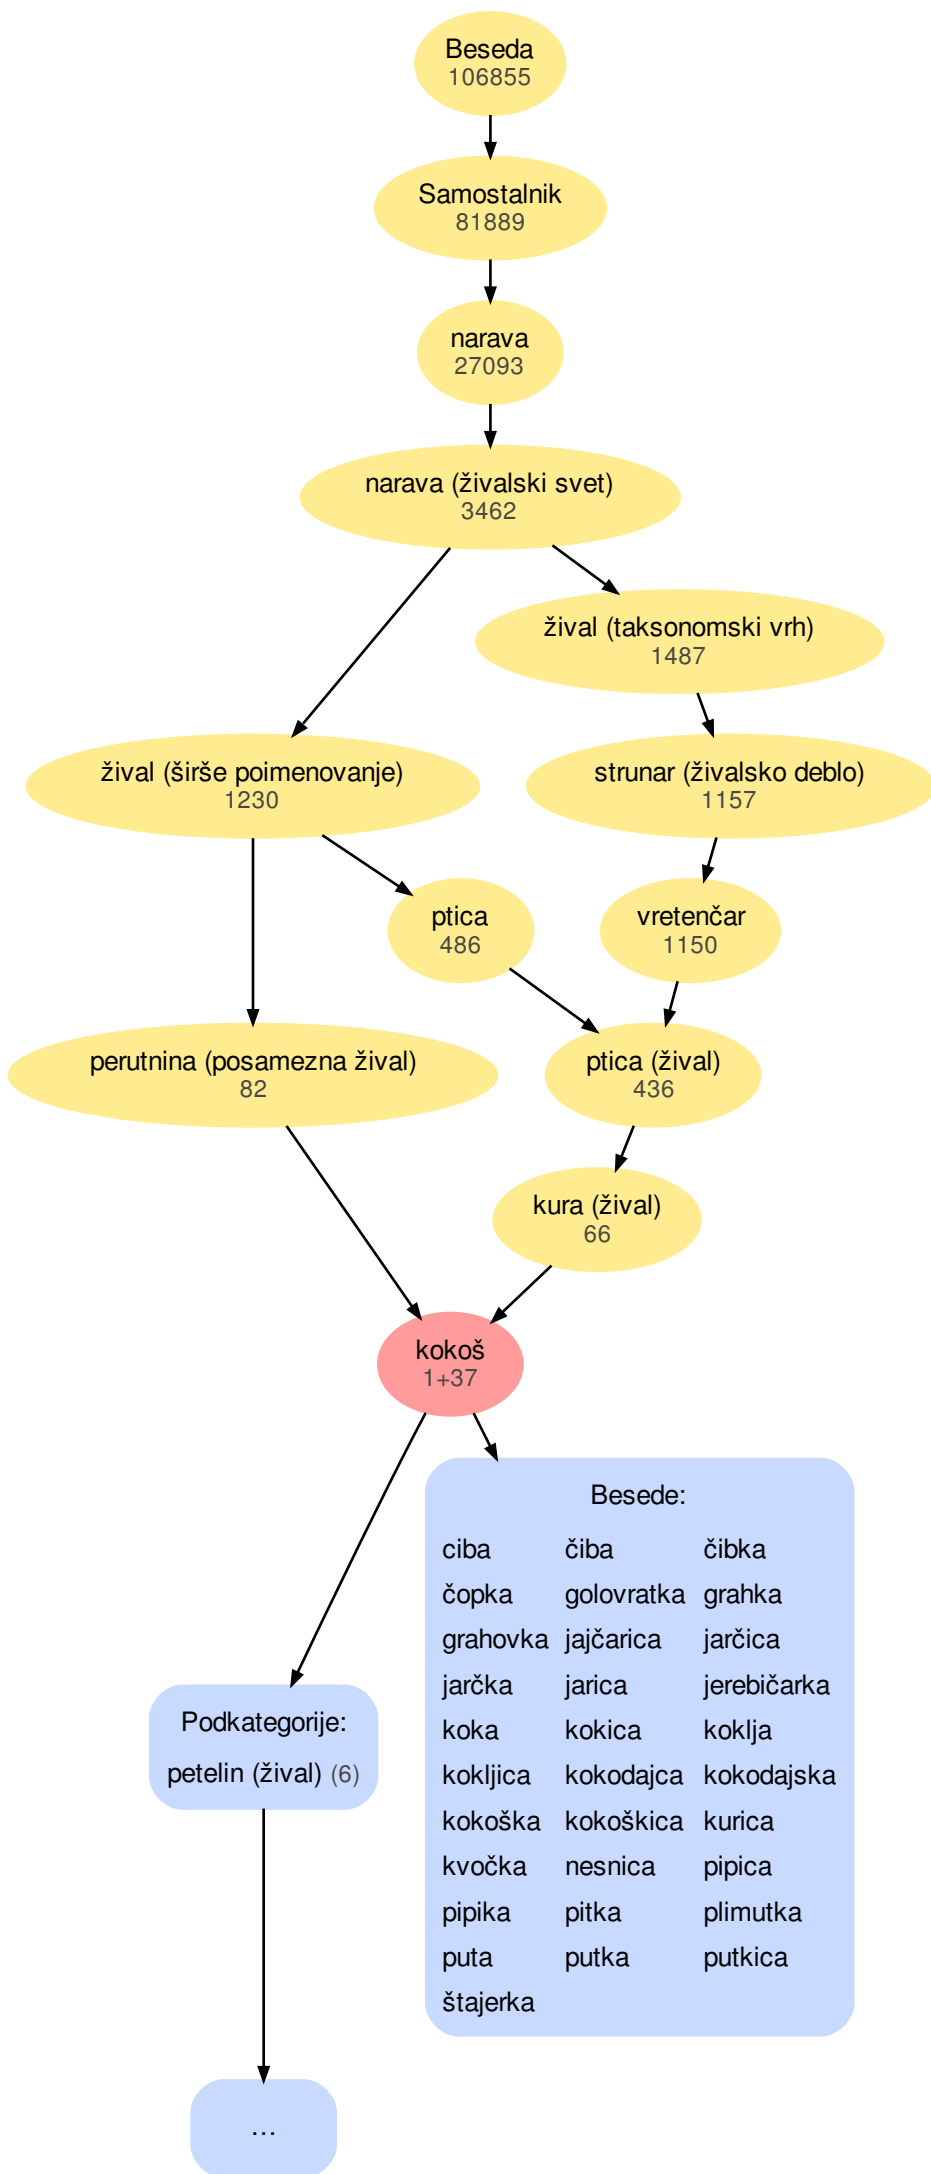 Beseda
106855
Samostalnik
81889
narava
27093
narava (živalski svet)
3462
žival (taksonomski vrh)
1487
žival (širše poimenovanje)
1230
strunar (živalsko deblo)
1157
ptica
486
vretenčar
1150
perutnina (posamezna žival)
82
ptica (žival)
436
kura (žival)
66
kokoš
1+37
Besede:
ciba čiba čibka
čopka golovratka grahka
grahovka jajčarica jarčica
jarčka jarica jerebičarka
koka kokica koklja
kokljica kokodajca kokodajska
kokoška kokoškica kurica
kvočka nesnica pipica
pipika pitka plimutka
puta putka putkica
štajerka
Podkategorije:
petelin (žival) (6)
...